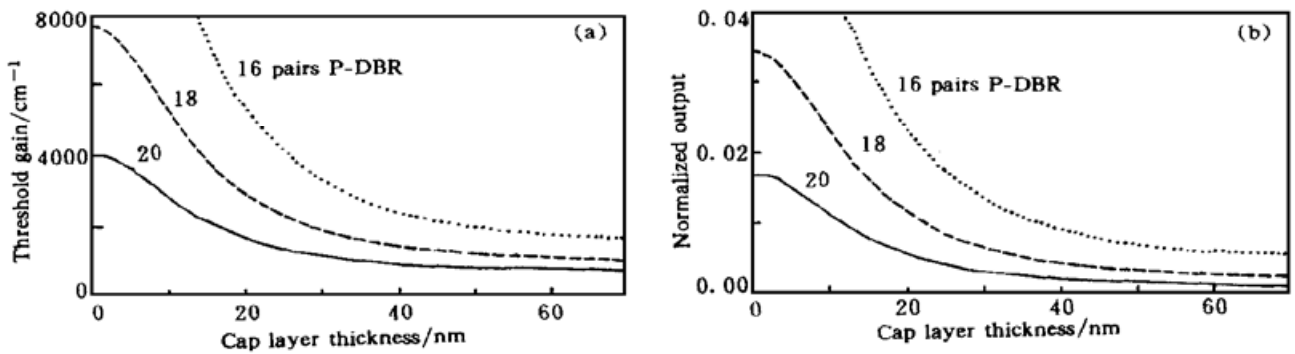 8000
(a)
16 pairs P-DBR
18
4000
20
0
0
20
40
60
Threshold gain/cm⁻¹
Cap layer thickness/nm
0.04
(b)
16 pairs P-DBR
18
0.02
20
0.00
0
20
40
60
Normalized output
Cap layer thickness/nm